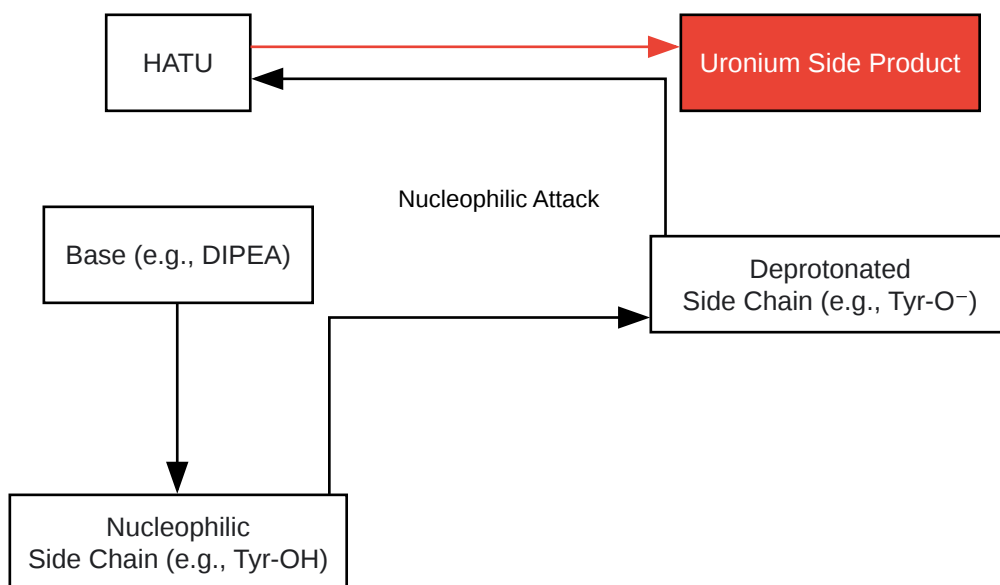 HATU
Uronium Side Product
Nucleophilic Attack
Base (e.g., DIPEA)
Deprotonated
Side Chain (e.g., Tyr-O⁻)
Nucleophilic
Side Chain (e.g., Tyr-OH)